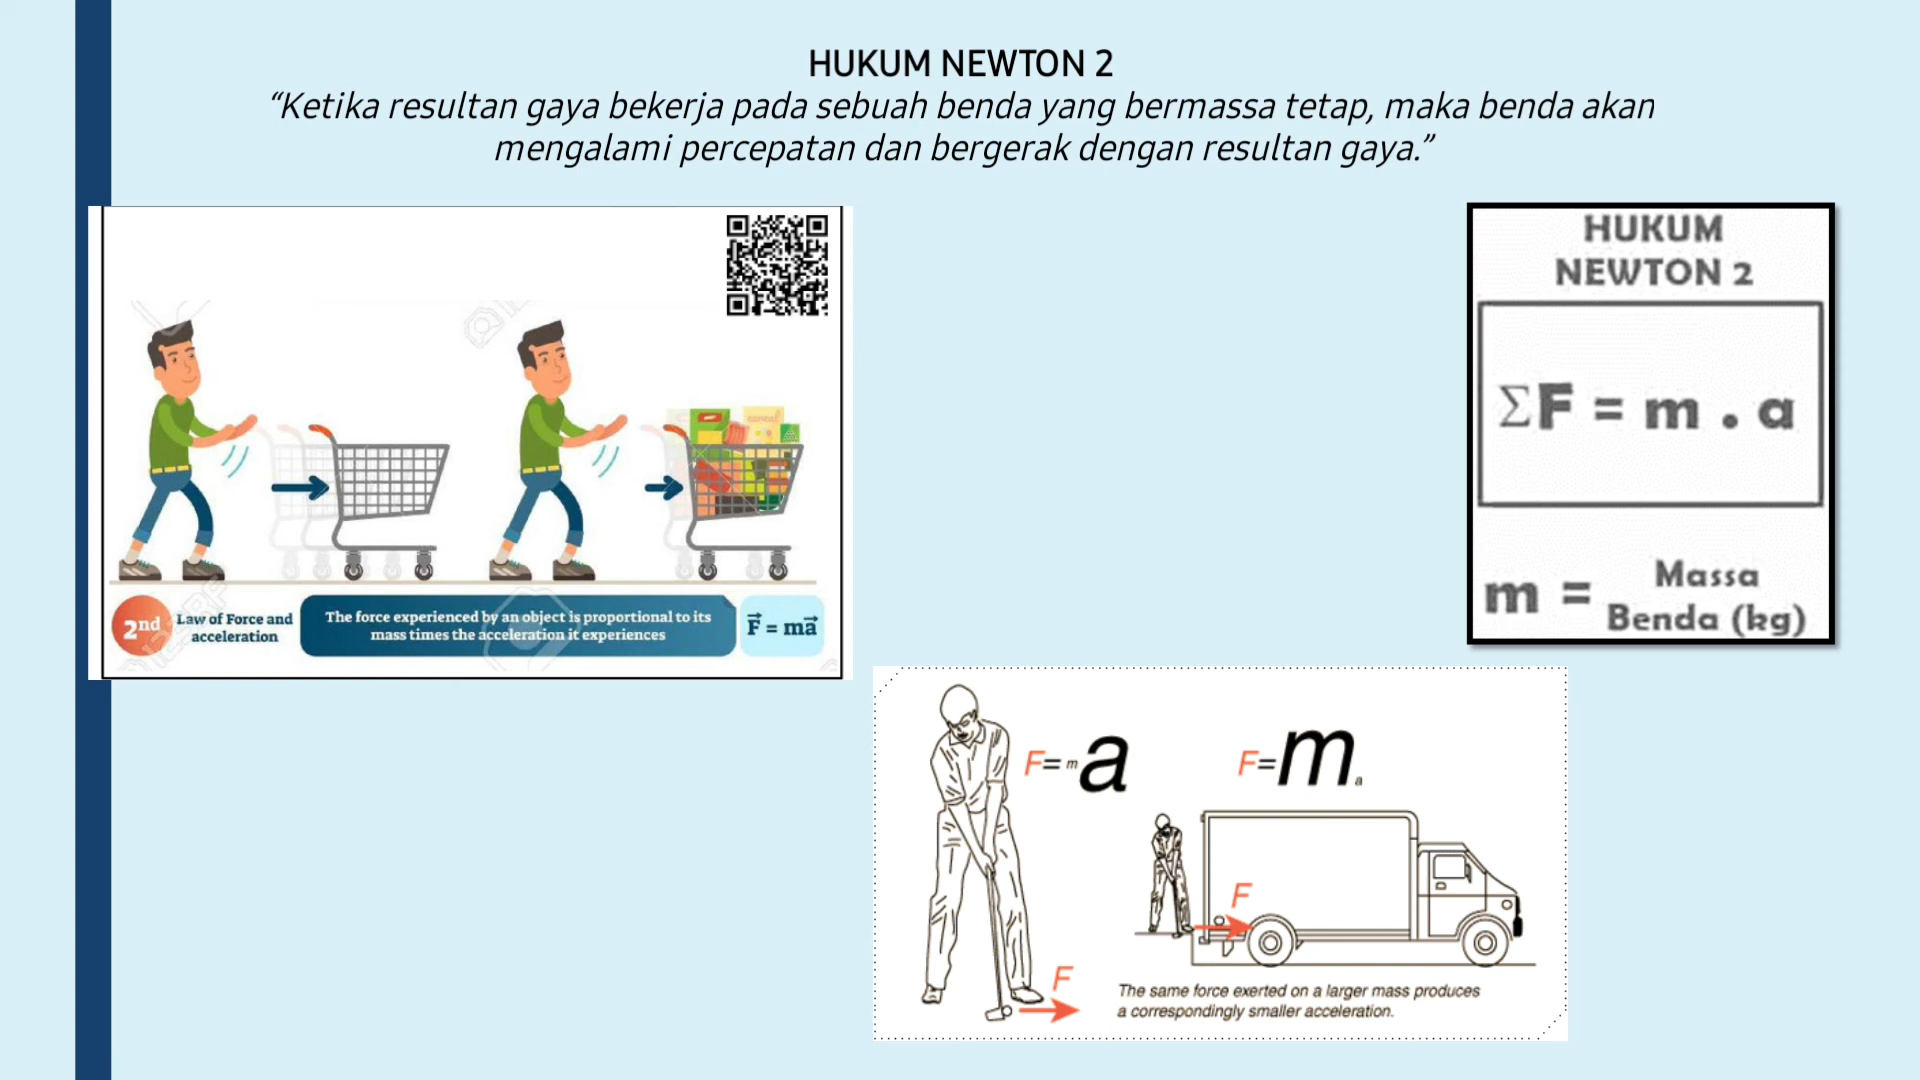 HUKUM NEWTON 2
“Ketika resultan gaya bekerja pada sebuah benda yang bermassa tetap, maka benda akan
mengalami percepatan dan bergerak dengan resultan gaya.”
cereal
2nd
Law of Force and
acceleration
The force experienced by an object is proportional to its
mass times the acceleration it experiences
F⃗ = ma⃗
HUKUM
NEWTON 2
ΣF = m . a
m =
Massa
Benda (kg)
F= m a
F= m a
F
F
The same force exerted on a larger mass produces
a correspondingly smaller acceleration.